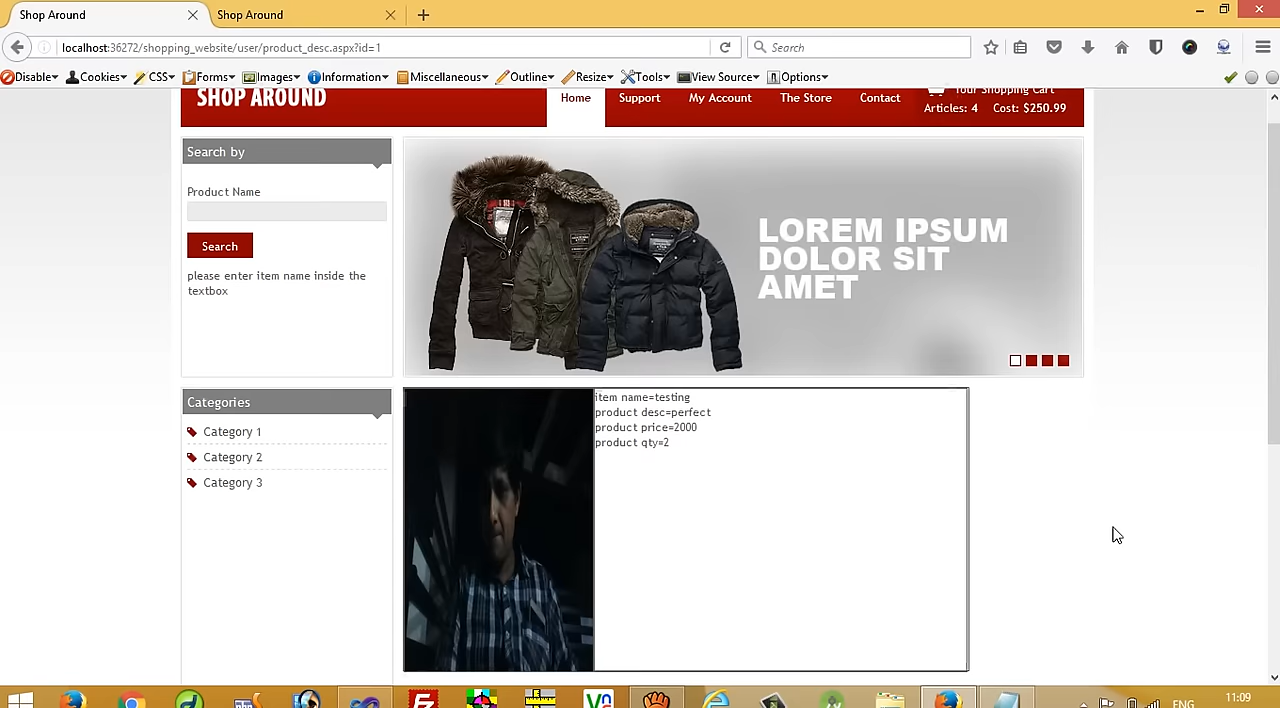 Shop Around
Shop Around
localhost:36272/shopping_website/user/product_desc.aspx?id=1
Search
Disable Cookies CSS Forms Images Information Miscellaneous Outline Resize Tools View Source Options
SHOP AROUND
Home Support My Account The Store Contact
Your Shopping Cart
Articles: 4 Cost: $250.99
Search by
Product Name
Search
please enter item name inside the
textbox
LOREM IPSUM
DOLOR SIT
AMET
Categories
Category 1
Category 2
Category 3
item name=testing
product desc=perfect
product price=2000
product qty=2
ENG
11:09